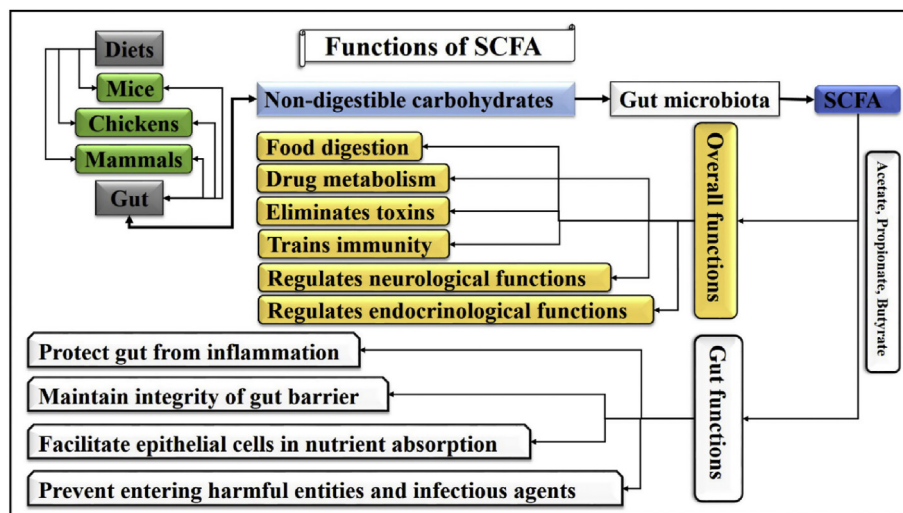 Functions of SCFA
Diets
Mice
Chickens
Mammals
Gut
Non-digestible carbohydrates
Gut microbiota
SCFA
Acetate, Propionate, Butyrate
Overall functions
Food digestion
Drug metabolism
Eliminates toxins
Trains immunity
Regulates neurological functions
Regulates endocrinological functions
Gut functions
Protect gut from inflammation
Maintain integrity of gut barrier
Facilitate epithelial cells in nutrient absorption
Prevent entering harmful entities and infectious agents